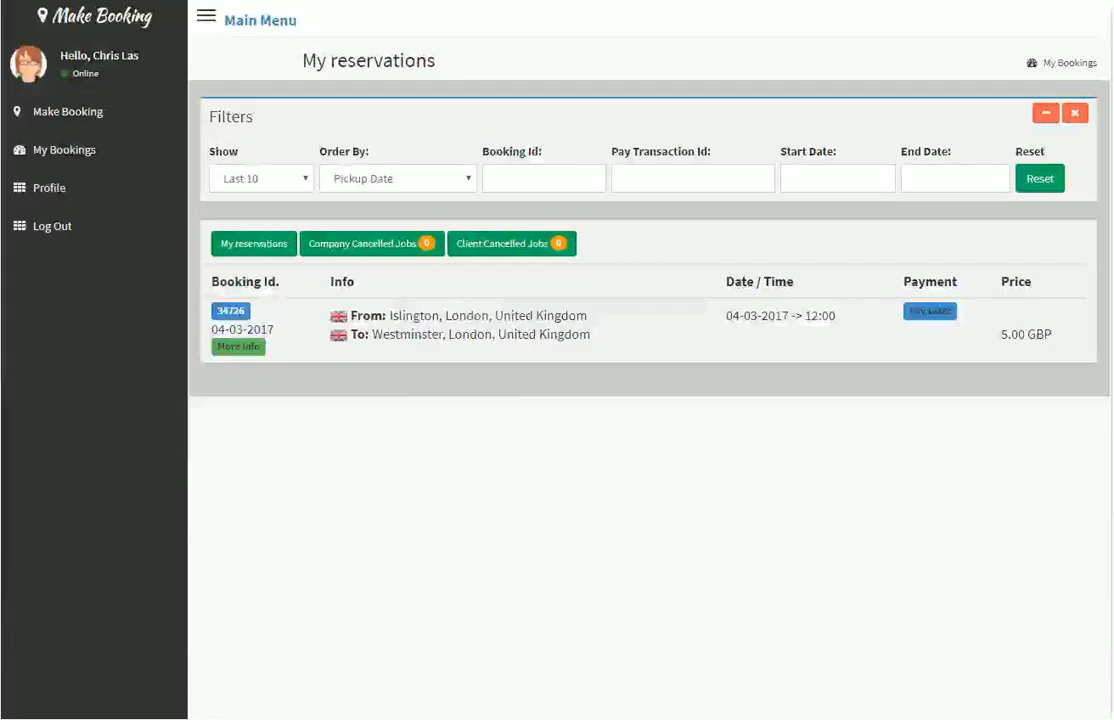 Make Booking
Main Menu
Hello, Chris Las
Online
Make Booking
My Bookings
Profile
Log Out
My reservations
My Bookings
Filters
Show Order By: Booking Id: Pay Transaction Id: Start Date: End Date: Reset
Last 10 Pickup Date Reset
My reservations Company Cancelled Jobs 0 Client Cancelled Jobs 0
Booking Id. Info Date / Time Payment Price
34726 From: Islington, London, United Kingdom 04-03-2017 -> 12:00 Pay Later
04-03-2017 To: Westminster, London, United Kingdom 5.00 GBP
More Info